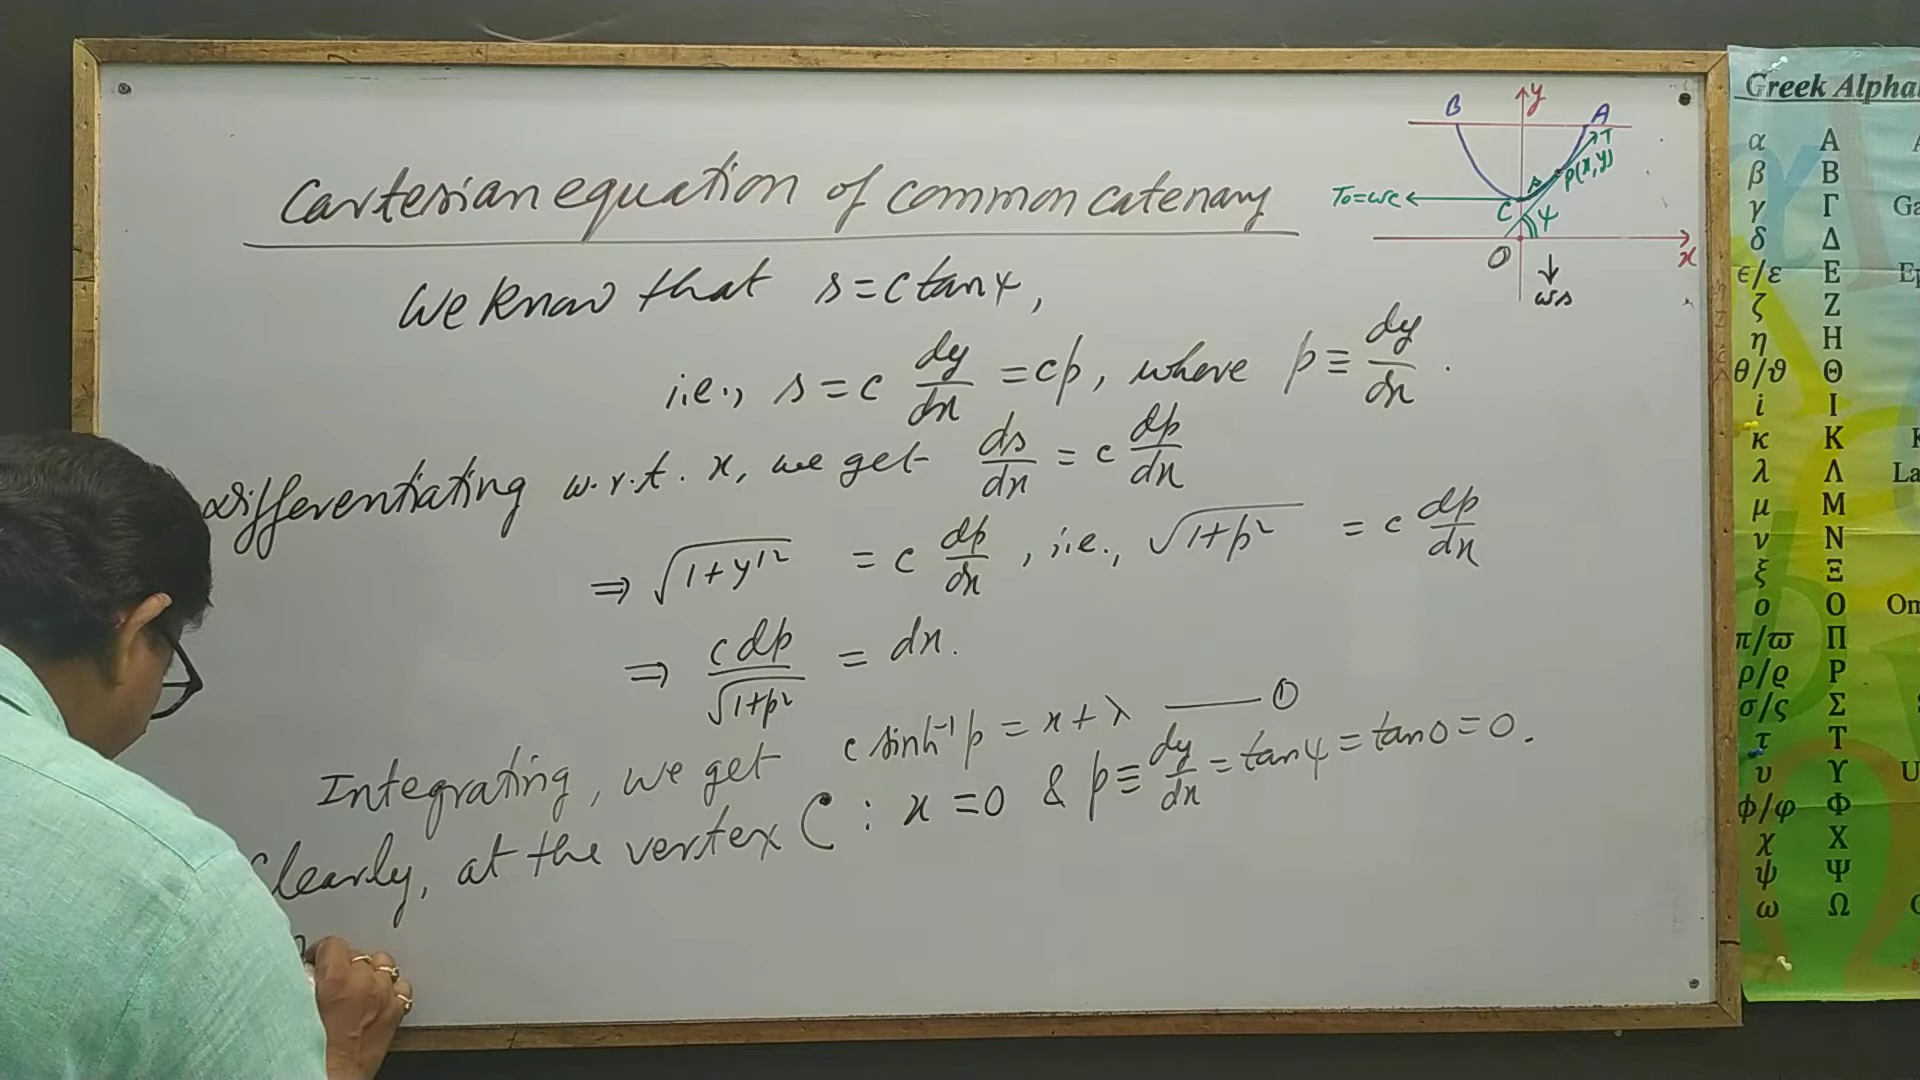 Cartesian equation of common catenary
We know that s = c tanψ,
i.e., s = c dy/dx = cp, where p ≡ dy/dx.
Differentiating w.r.t. x, we get ds/dx = c dp/dx
⇒ √(1+y'²) = c dp/dx, i.e., √(1+p²) = c dp/dx
⇒ c dp/√(1+p²) = dx.
Integrating, we get c sinh⁻¹p = x + λ —— ①
Clearly, at the vertex C : x = 0 & p ≡ dy/dx = tanψ = tan0 = 0.
B
y
A
T
P(x,y)
s
T₀=wc
C
ψ
O
x
ws
Greek Alpha
α Α
β Β
γ Γ Ga
δ Δ
ϵ/ε Ε Ep
ζ Ζ
η Η
θ/ϑ Θ
i Ι
κ Κ K
λ Λ La
μ Μ
ν Ν
ξ Ξ
ο Ο Om
π/ϖ Π
ρ/ϱ Ρ
σ/ς Σ
τ Τ
υ Υ U
ϕ/φ Φ
χ Χ
ψ Ψ
ω Ω